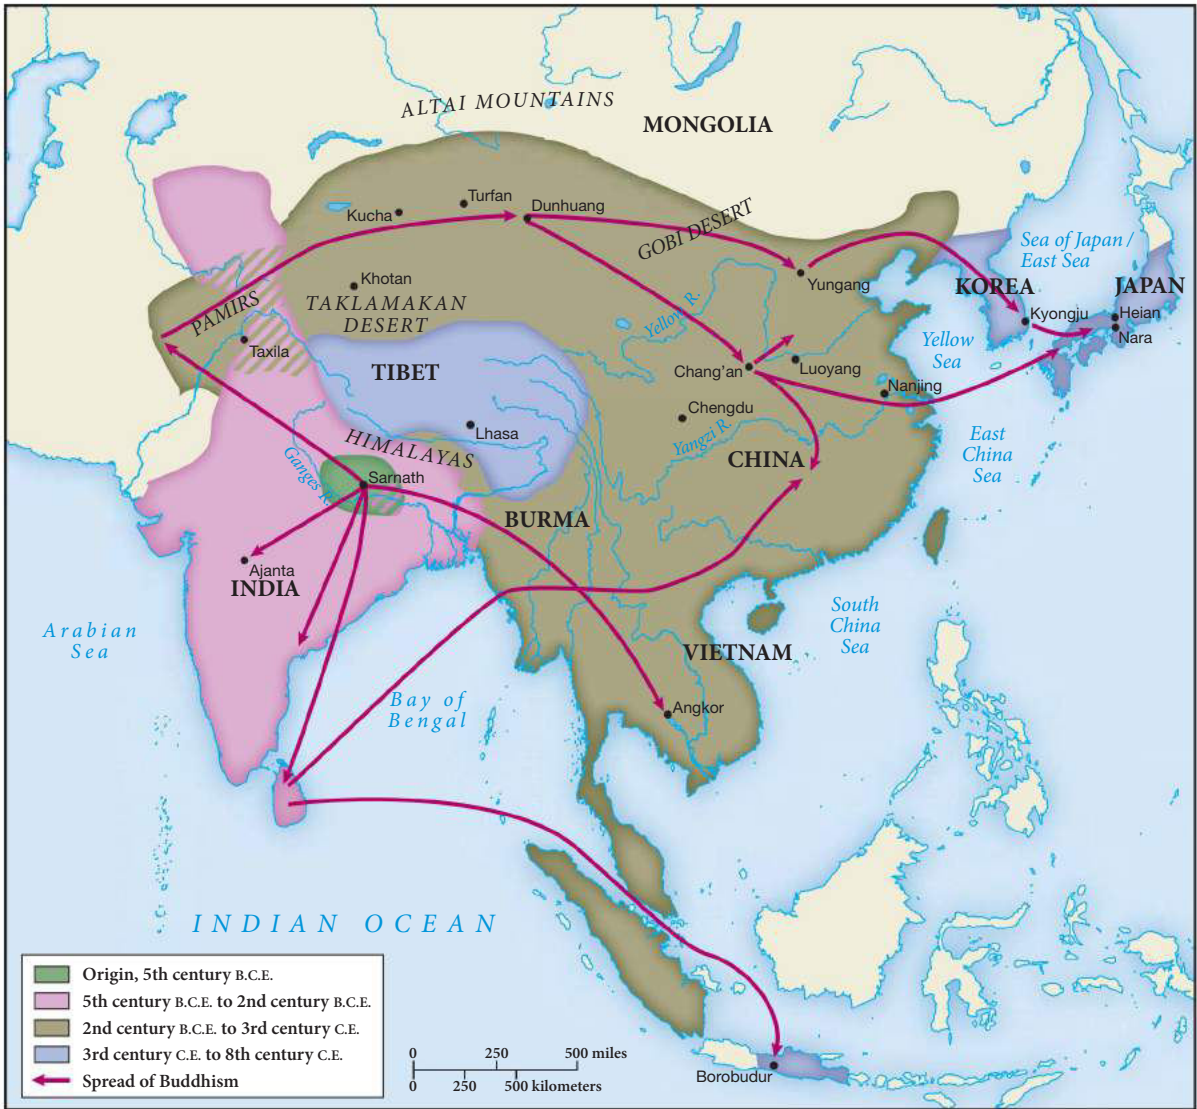 ALTAI MOUNTAINS
MONGOLIA
Turfan
Kucha
Dunhuang
GOBI DESERT
Sea of Japan /
East Sea
Khotan
Yungang
KOREA
JAPAN
PAMIRS
TAKLAMAKAN
DESERT
Yellow R.
Kyongju
Heian
Nara
Taxila
Yellow
Sea
TIBET
Chang'an
Luoyang
Nanjing
Chengdu
Lhasa
HIMALAYAS
Yangzi R.
East
China
Sea
CHINA
Ganges R.
Sarnath
BURMA
Ajanta
INDIA
Arabian
Sea
South
China
Sea
VIETNAM
Bay of
Bengal
Angkor
INDIAN OCEAN
Origin, 5th century B.C.E.
5th century B.C.E. to 2nd century B.C.E.
2nd century B.C.E. to 3rd century C.E.
3rd century C.E. to 8th century C.E.
Spread of Buddhism
0 250 500 miles
0 250 500 kilometers
Borobudur